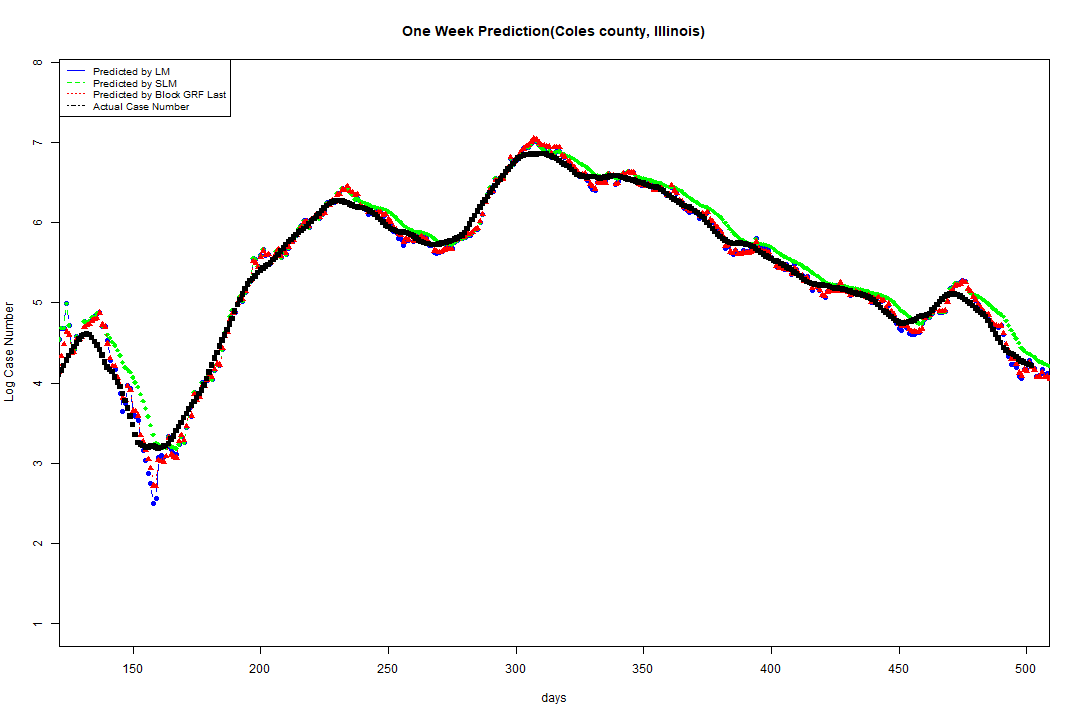 One Week Prediction(Coles county, Illinois)
Predicted by LM
Predicted by SLM
Predicted by Block GRF Last
Actual Case Number
Log Case Number
8
7
6
5
4
3
2
1
150 200 250 300 350 400 450 500
days